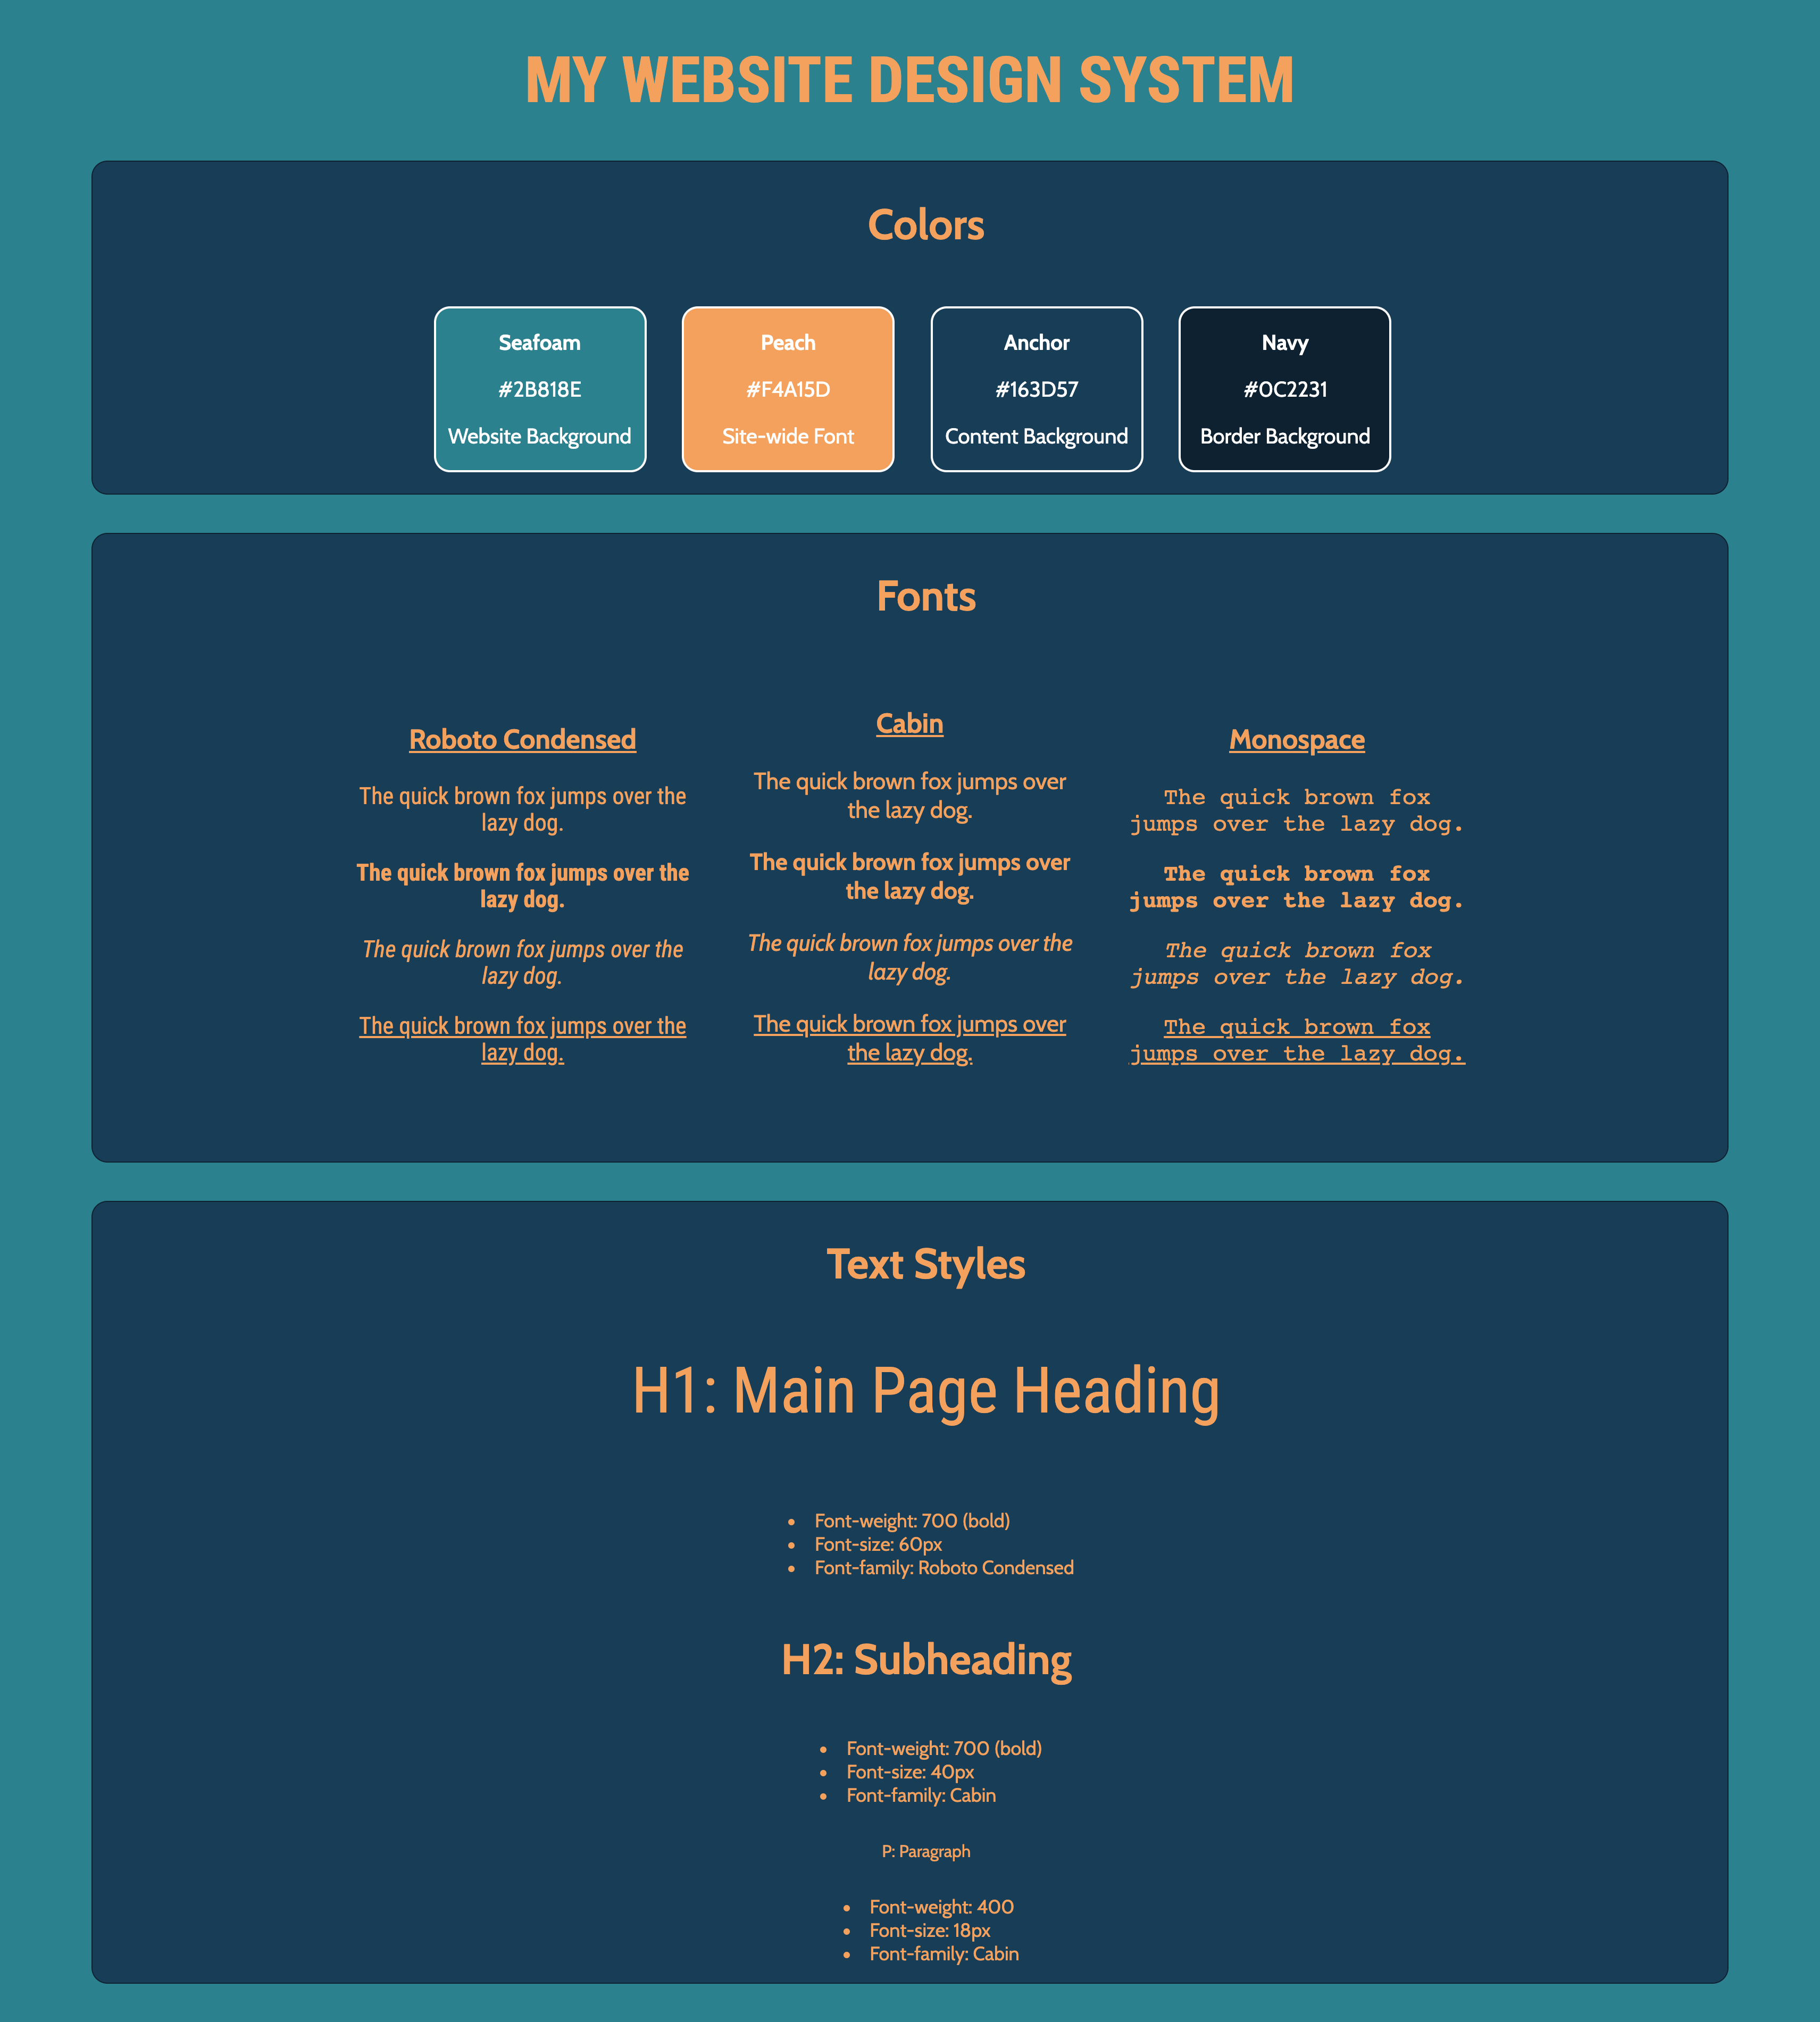 MY WEBSITE DESIGN SYSTEM
Colors
Seafoam
#2B818E
Website Background
Peach
#F4A15D
Site-wide Font
Anchor
#163D57
Content Background
Navy
#0C2231
Border Background
Fonts
Roboto Condensed
The quick brown fox jumps over the
lazy dog.
The quick brown fox jumps over the
lazy dog.
The quick brown fox jumps over the
lazy dog.
The quick brown fox jumps over the
lazy dog.
Cabin
The quick brown fox jumps over
the lazy dog.
The quick brown fox jumps over
the lazy dog.
The quick brown fox jumps over the
lazy dog.
The quick brown fox jumps over
the lazy dog.
Monospace
The quick brown fox
jumps over the lazy dog.
The quick brown fox
jumps over the lazy dog.
The quick brown fox
jumps over the lazy dog.
The quick brown fox
jumps over the lazy dog.
Text Styles
H1: Main Page Heading
• Font-weight: 700 (bold)
• Font-size: 60px
• Font-family: Roboto Condensed
H2: Subheading
• Font-weight: 700 (bold)
• Font-size: 40px
• Font-family: Cabin
P: Paragraph
• Font-weight: 400
• Font-size: 18px
• Font-family: Cabin